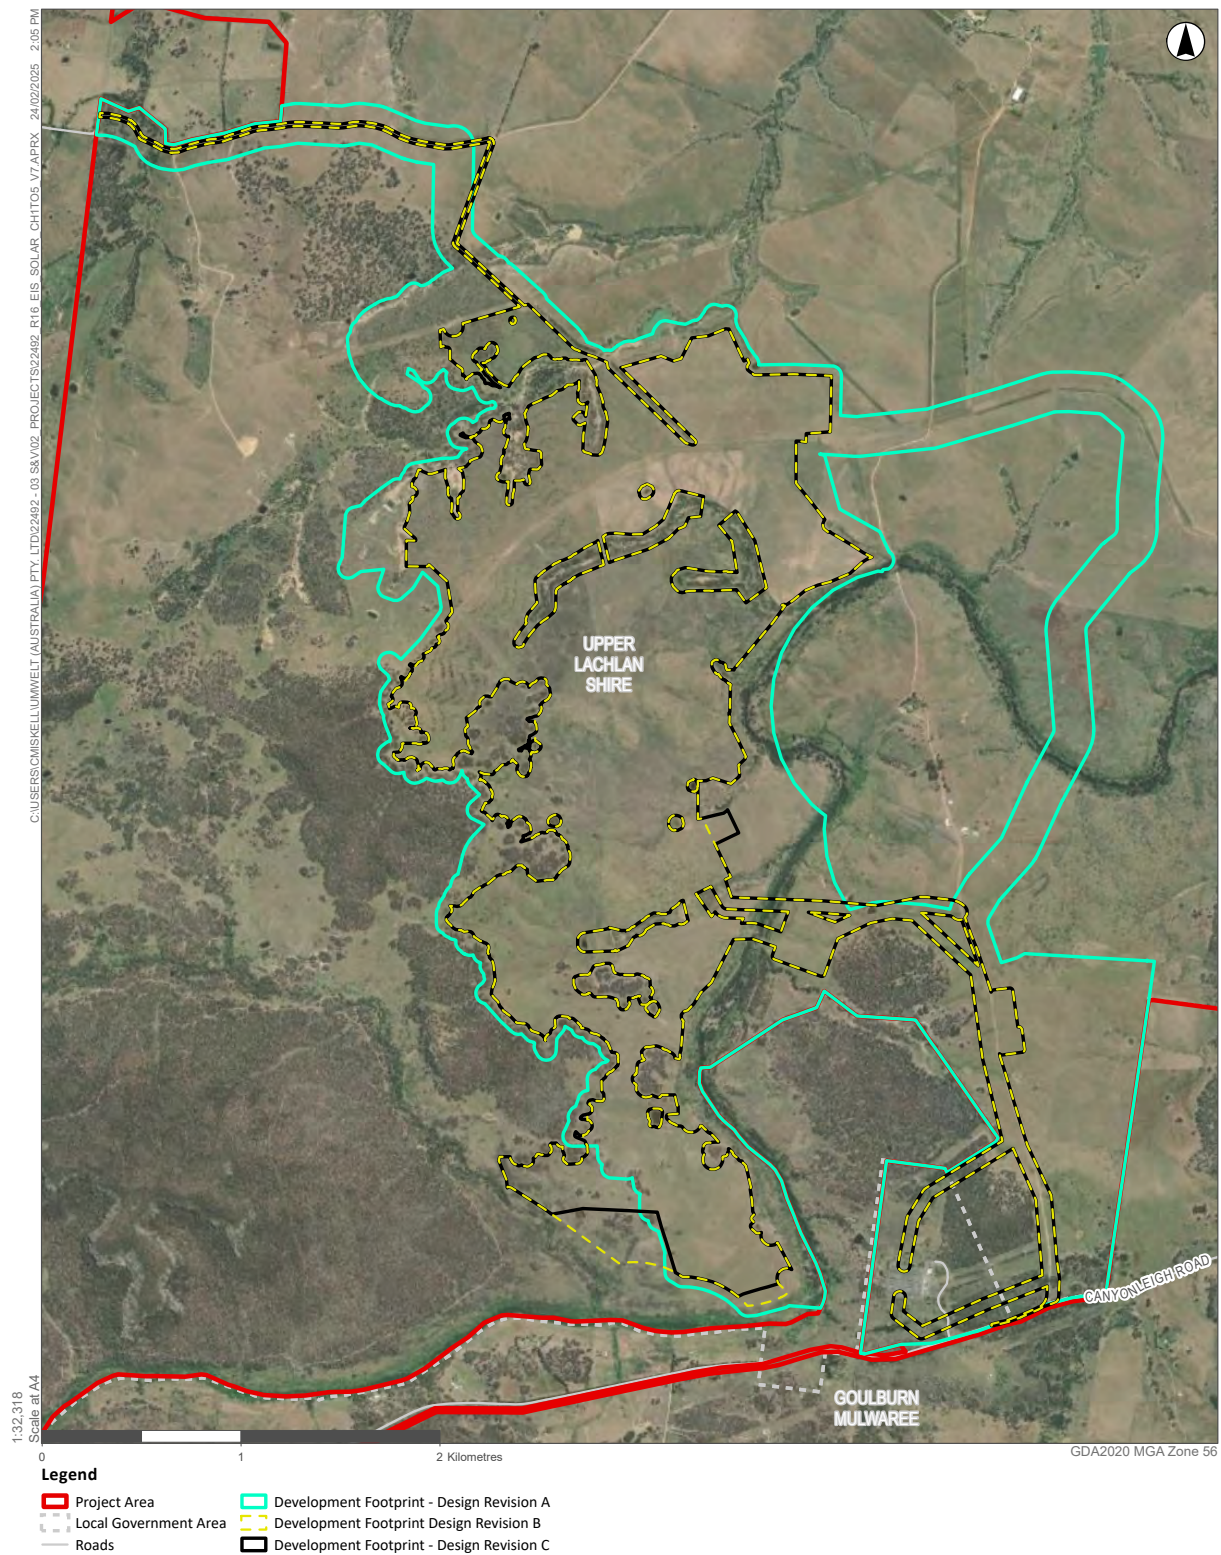 C:\USERS\CMISKELL\UMWELT (AUSTRALIA) PTY. LTD\22492 - 03 S&V\02 PROJECTS\22492_R16_EIS_SOLAR_CH1TO5_V7.APRX 24/02/2025 2:05 PM
UPPER
LACHLAN
SHIRE
CANYONLEIGH ROAD
GOULBURN
MULWAREE
1:32,318
Scale at A4
0 1 2 Kilometres
GDA2020 MGA Zone 56
Legend
Project Area
Local Government Area
Roads
Development Footprint - Design Revision A
Development Footprint Design Revision B
Development Footprint - Design Revision C